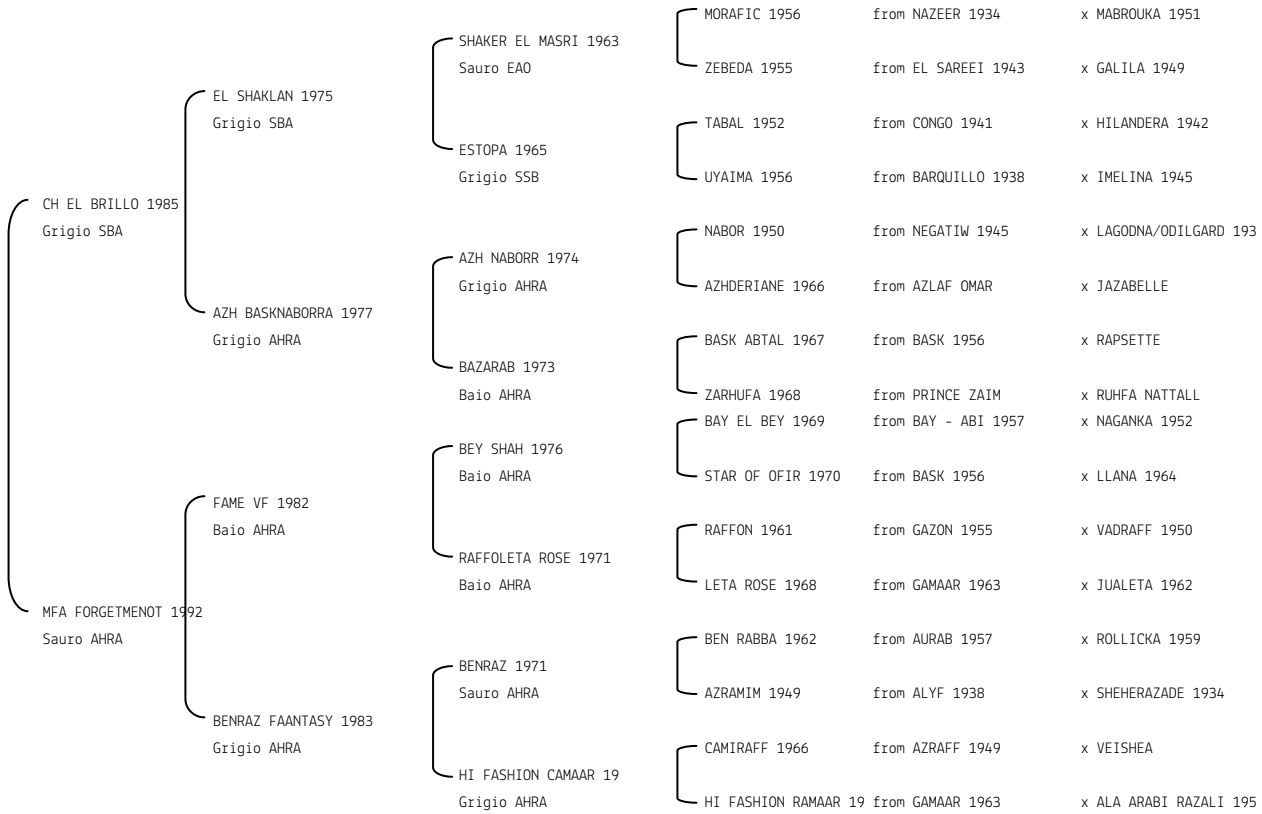 MORAFIC 1956 from NAZEER 1934 x MABROUKA 1951
SHAKER EL MASRI 1963
Sauro EAO ZEBEDA 1955 from EL SAREEI 1943 x GALILA 1949
EL SHAKLAN 1975
Grigio SBA TABAL 1952 from CONGO 1941 x HILANDERA 1942
ESTOPA 1965
Grigio SSB UYAIMA 1956 from BARQUILLO 1938 x IMELINA 1945
CH EL BRILLO 1985
Grigio SBA NABOR 1950 from NEGATIW 1945 x LAGODNA/ODILGARD 193
AZH NABORR 1974
Grigio AHRA AZHDERIANE 1966 from AZLAF OMAR x JAZABELLE
AZH BASKNABORRA 1977
Grigio AHRA BASK ABTAL 1967 from BASK 1956 x RAPSETTE
BAZARAB 1973
Baio AHRA ZARHUFA 1968 from PRINCE ZAIM x RUHFA NATTALL
BAY EL BEY 1969 from BAY - ABI 1957 x NAGANKA 1952
BEY SHAH 1976
Baio AHRA STAR OF OFIR 1970 from BASK 1956 x LLANA 1964
FAME VF 1982
Baio AHRA RAFFON 1961 from GAZON 1955 x VADRAFF 1950
RAFFOLETA ROSE 1971
Baio AHRA LETA ROSE 1968 from GAMAAR 1963 x JUALETA 1962
MFA FORGETMENOT 1992
Sauro AHRA BEN RABBA 1962 from AURAB 1957 x ROLLICKA 1959
BENRAZ 1971
Sauro AHRA AZRAMIM 1949 from ALYF 1938 x SHEHERAZADE 1934
BENRAZ FAANTASY 1983
Grigio AHRA CAMIRAFF 1966 from AZRAFF 1949 x VEISHEA
HI FASHION CAMAAR 19
Grigio AHRA HI FASHION RAMAAR 19 from GAMAAR 1963 x ALA ARABI RAZALI 195